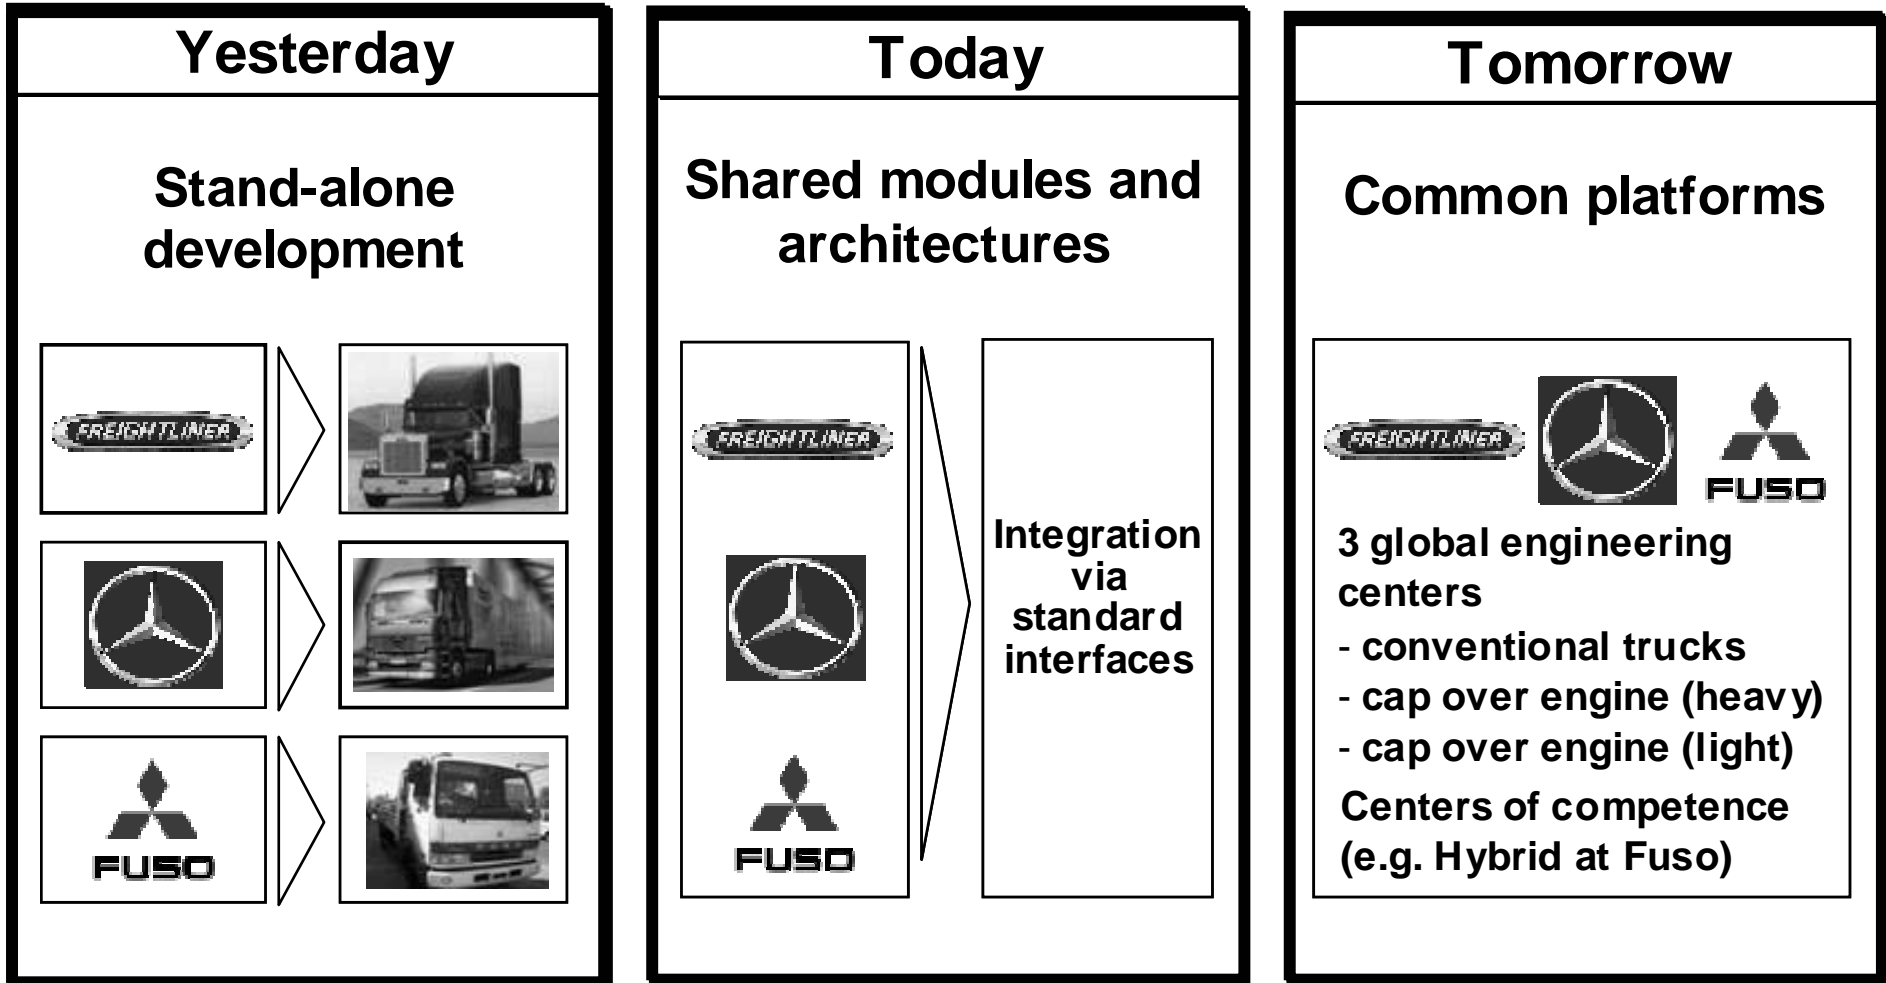 Yesterday
Stand-alone
development
FREIGHTLINER
FUSO
Today
Shared modules and
architectures
FREIGHTLINER
FUSO
Integration
via
standard
interfaces
Tomorrow
Common platforms
FREIGHTLINER
FUSO
3 global engineering
centers
- conventional trucks
- cap over engine (heavy)
- cap over engine (light)
Centers of competence
(e.g. Hybrid at Fuso)